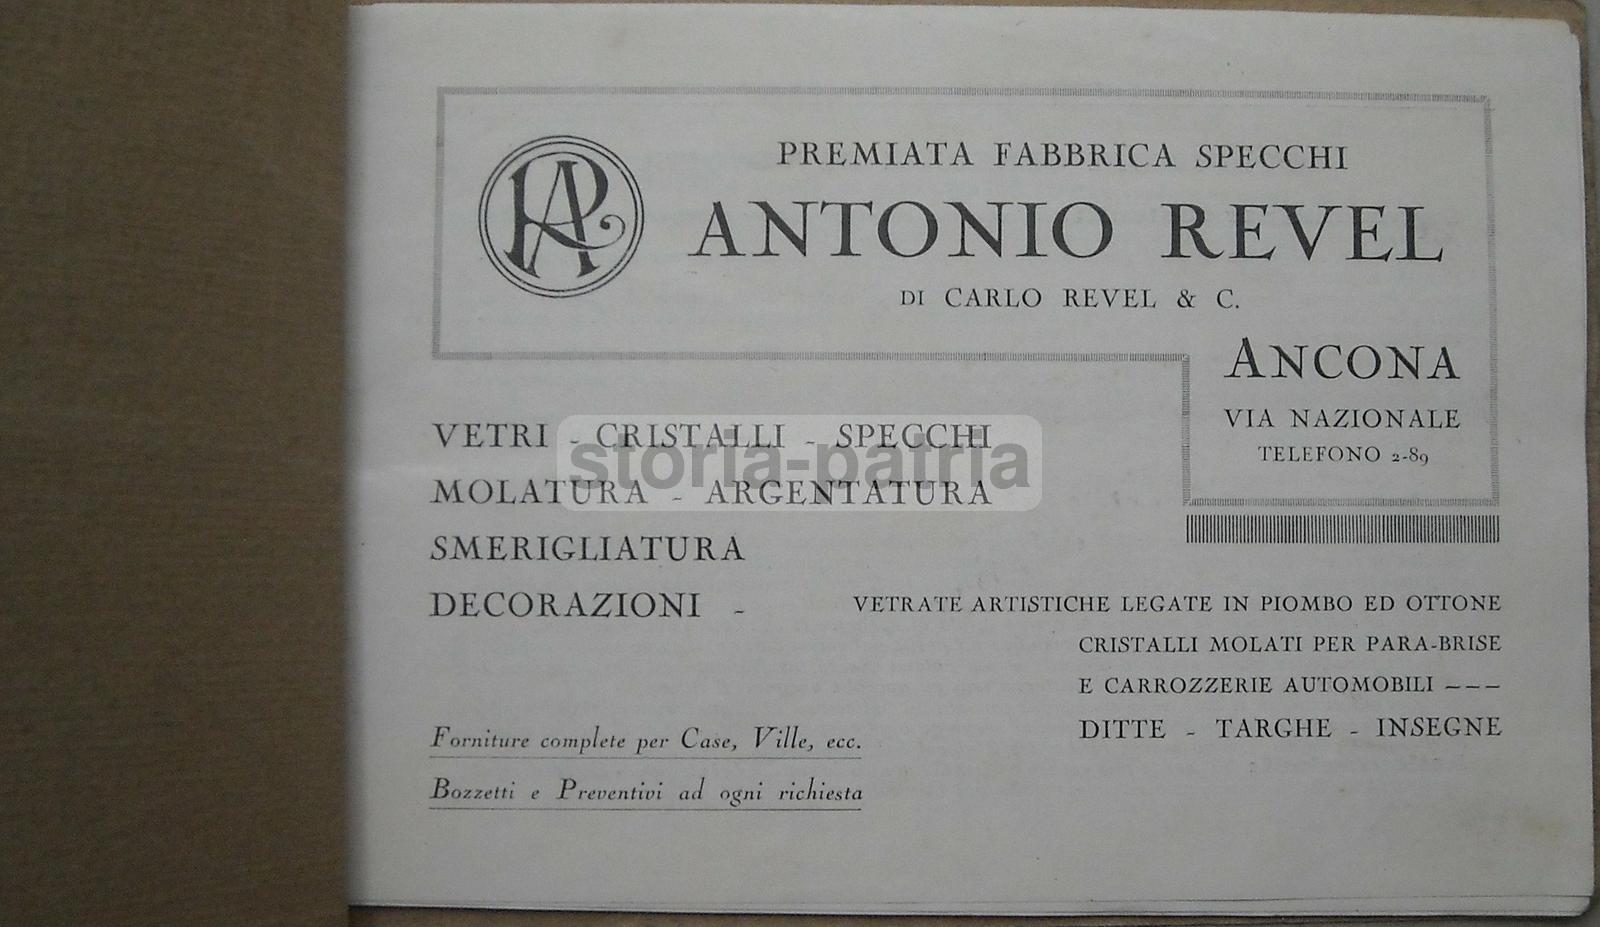 AR
PREMIATA FABBRICA SPECCHI
ANTONIO REVEL
DI CARLO REVEL & C.
ANCONA
VIA NAZIONALE
TELEFONO 2-89
VETRI - CRISTALLI - SPECCHI
storia-patria
MOLATURA - ARGENTATURA
SMERIGLIATURA
DECORAZIONI -
VETRATE ARTISTICHE LEGATE IN PIOMBO ED OTTONE
CRISTALLI MOLATI PER PARA-BRISE
E CARROZZERIE AUTOMOBILI ---
DITTE - TARGHE - INSEGNE
Forniture complete per Case, Ville, ecc.
Bozzetti e Preventivi ad ogni richiesta